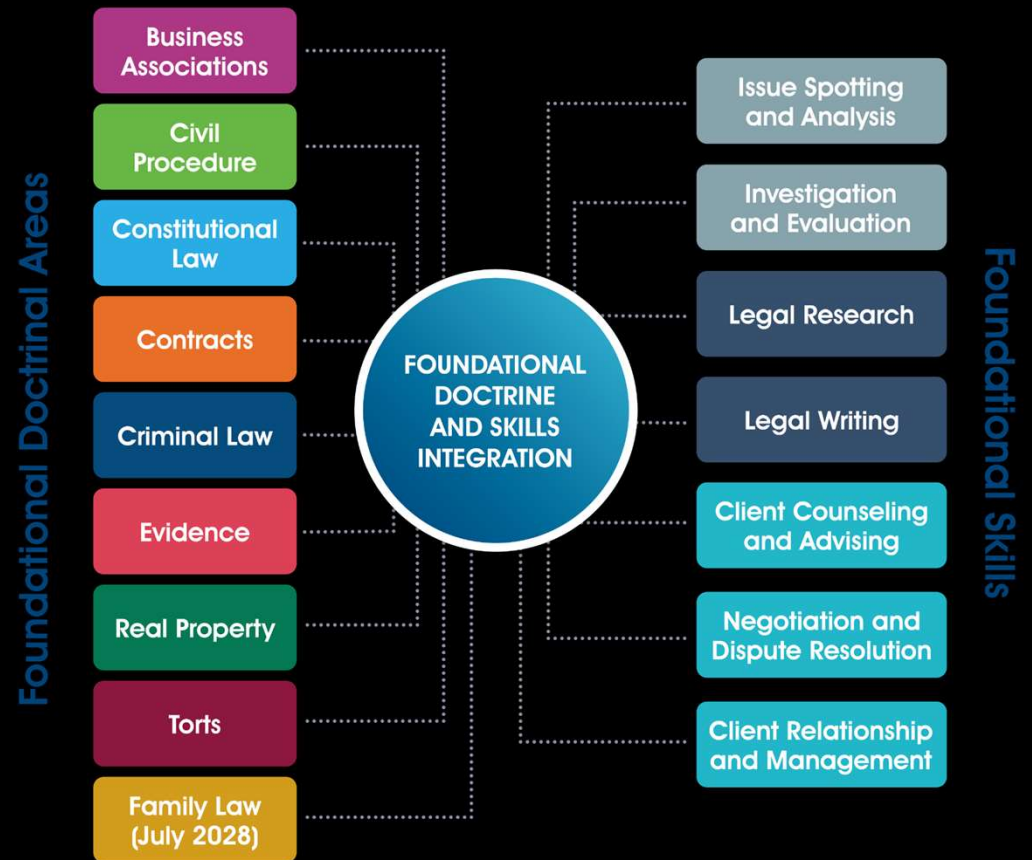 Foundational Doctrinal Areas
Business
Associations
Civil
Procedure
Constitutional
Law
Contracts
Criminal Law
Evidence
Real Property
Torts
Family Law
(July 2028)
FOUNDATIONAL
DOCTRINE
AND SKILLS
INTEGRATION
Issue Spotting
and Analysis
Investigation
and Evaluation
Legal Research
Legal Writing
Client Counseling
and Advising
Negotiation and
Dispute Resolution
Client Relationship
and Management
Foundational Skills